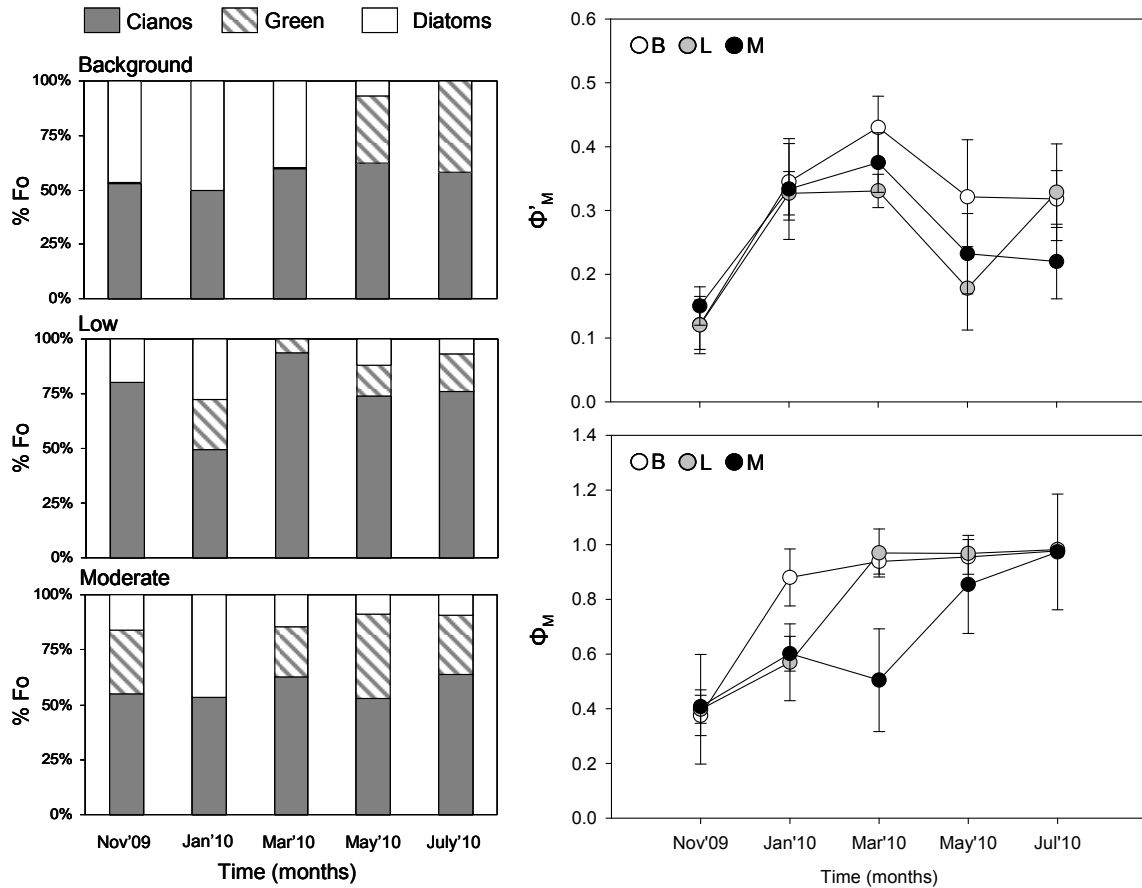 Cianos Green Diatoms
Background
100%
75%
50%
25%
0%
% Fo
Low
100%
75%
50%
25%
0%
% Fo
Moderate
100%
75%
50%
25%
0%
% Fo
Nov'09 Jan'10 Mar'10 May'10 July'10
Time (months)
B L M
0.6
0.5
0.4
0.3
0.2
0.1
0.0
Φ'M
B L M
1.4
1.2
1.0
0.8
0.6
0.4
0.2
0.0
ΦM
Nov'09 Jan'10 Mar'10 May'10 Jul'10
Time (months)